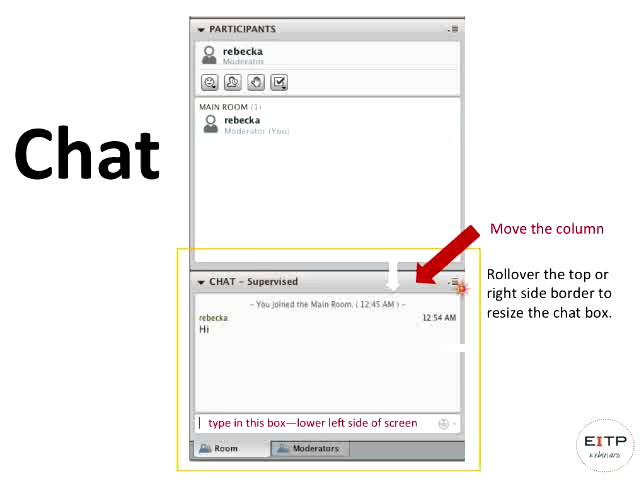 PARTICIPANTS
rebecka
Moderator
MAIN ROOM (1)
rebecka
Moderator (You)
Chat
Move the column
Rollover the top or
right side border to
resize the chat box.
CHAT – Supervised
– You joined the Main Room. ( 12:45 AM ) –
rebecka 12:54 AM
Hi
type in this box—lower left side of screen
Room Moderators
EITP
webinars